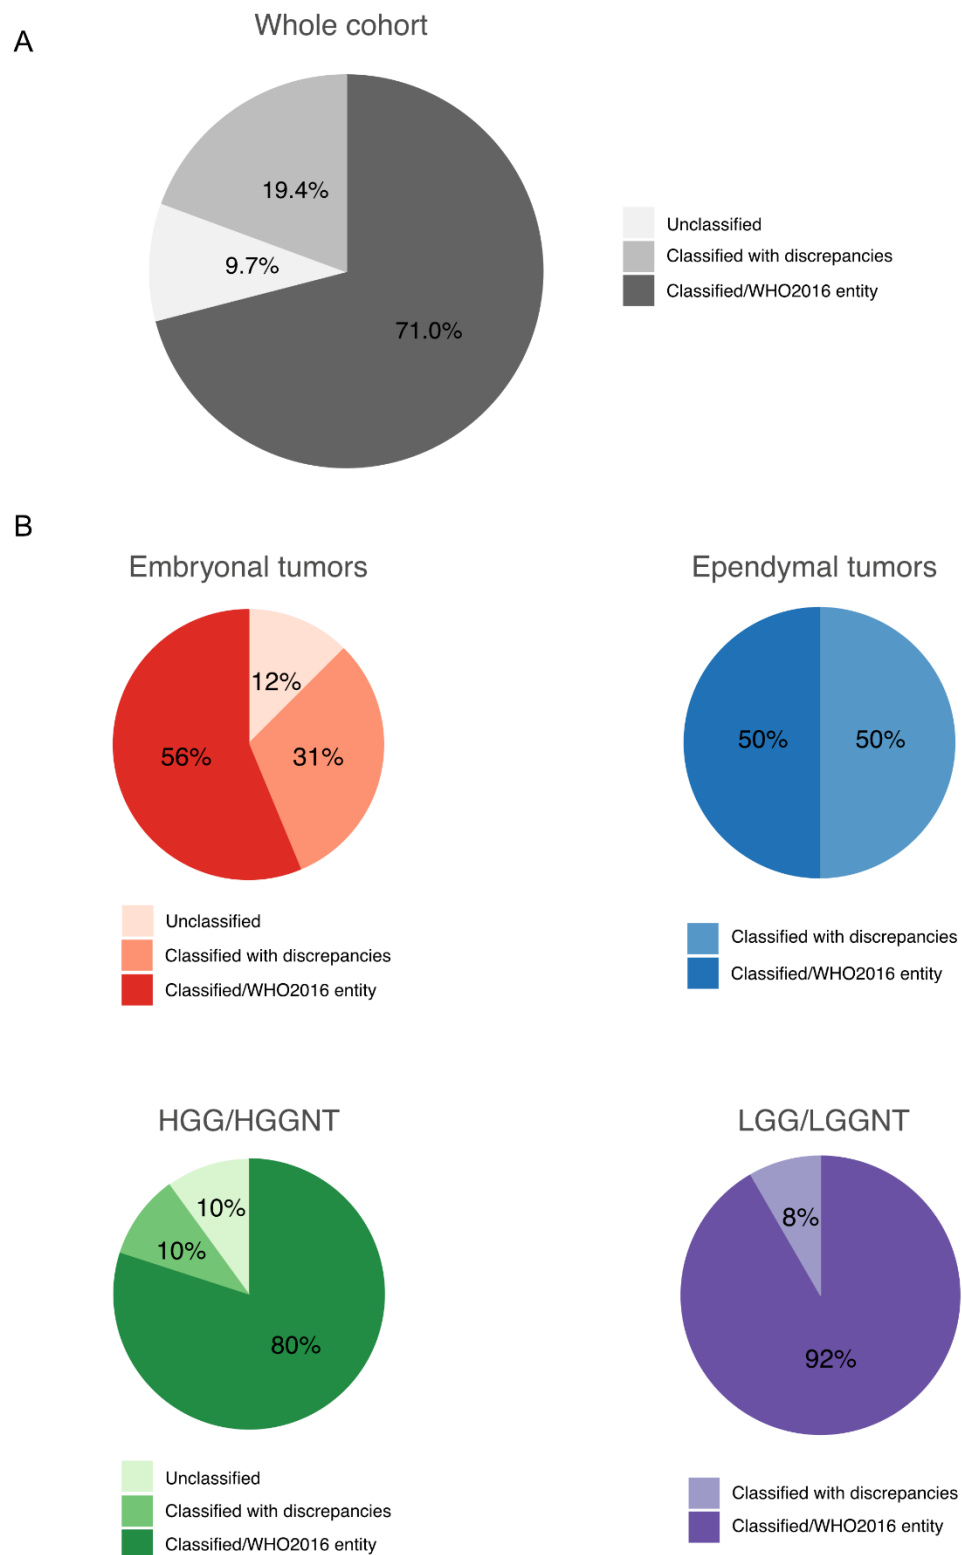 A
Whole cohort
19.4%
9.7%
71.0%
Unclassified
Classified with discrepancies
Classified/WHO2016 entity
B
Embryonal tumors
12%
56%
31%
Unclassified
Classified with discrepancies
Classified/WHO2016 entity
Ependymal tumors
50%
50%
Classified with discrepancies
Classified/WHO2016 entity
HGG/HGGNT
10%
10%
80%
Unclassified
Classified with discrepancies
Classified/WHO2016 entity
LGG/LGGNT
8%
92%
Classified with discrepancies
Classified/WHO2016 entity